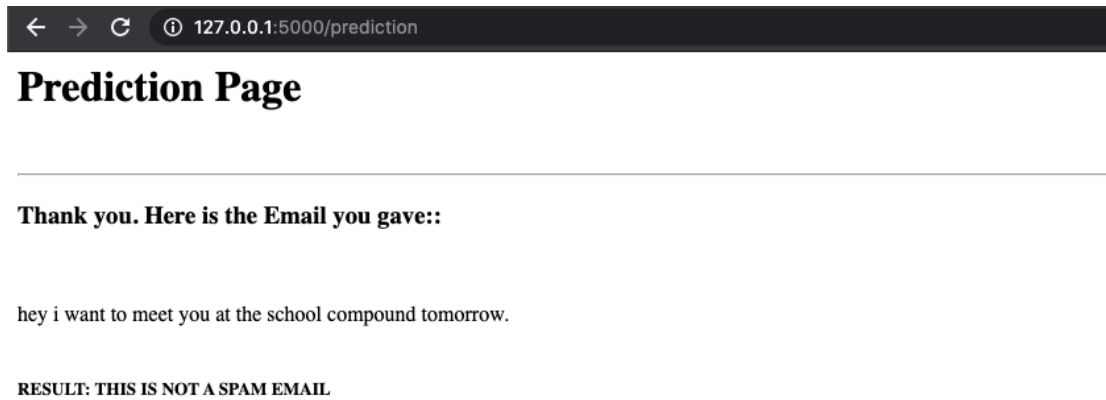 127.0.0.1:5000/prediction
Prediction Page
Thank you. Here is the Email you gave::
hey i want to meet you at the school compound tomorrow.
RESULT: THIS IS NOT A SPAM EMAIL